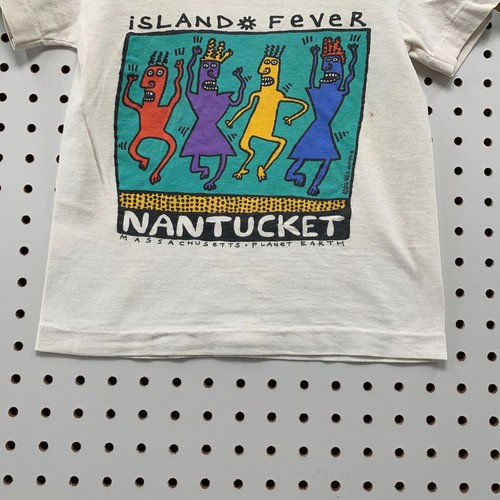 iSLAND FeVeR
NANTUCKET
MASSACHUSETTS • PLANET EARTH